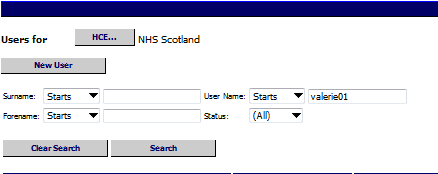 Users for HCE... NHS Scotland
New User
Surname: Starts User Name: Starts valerie01
Forename: Starts Status: (All)
Clear Search Search